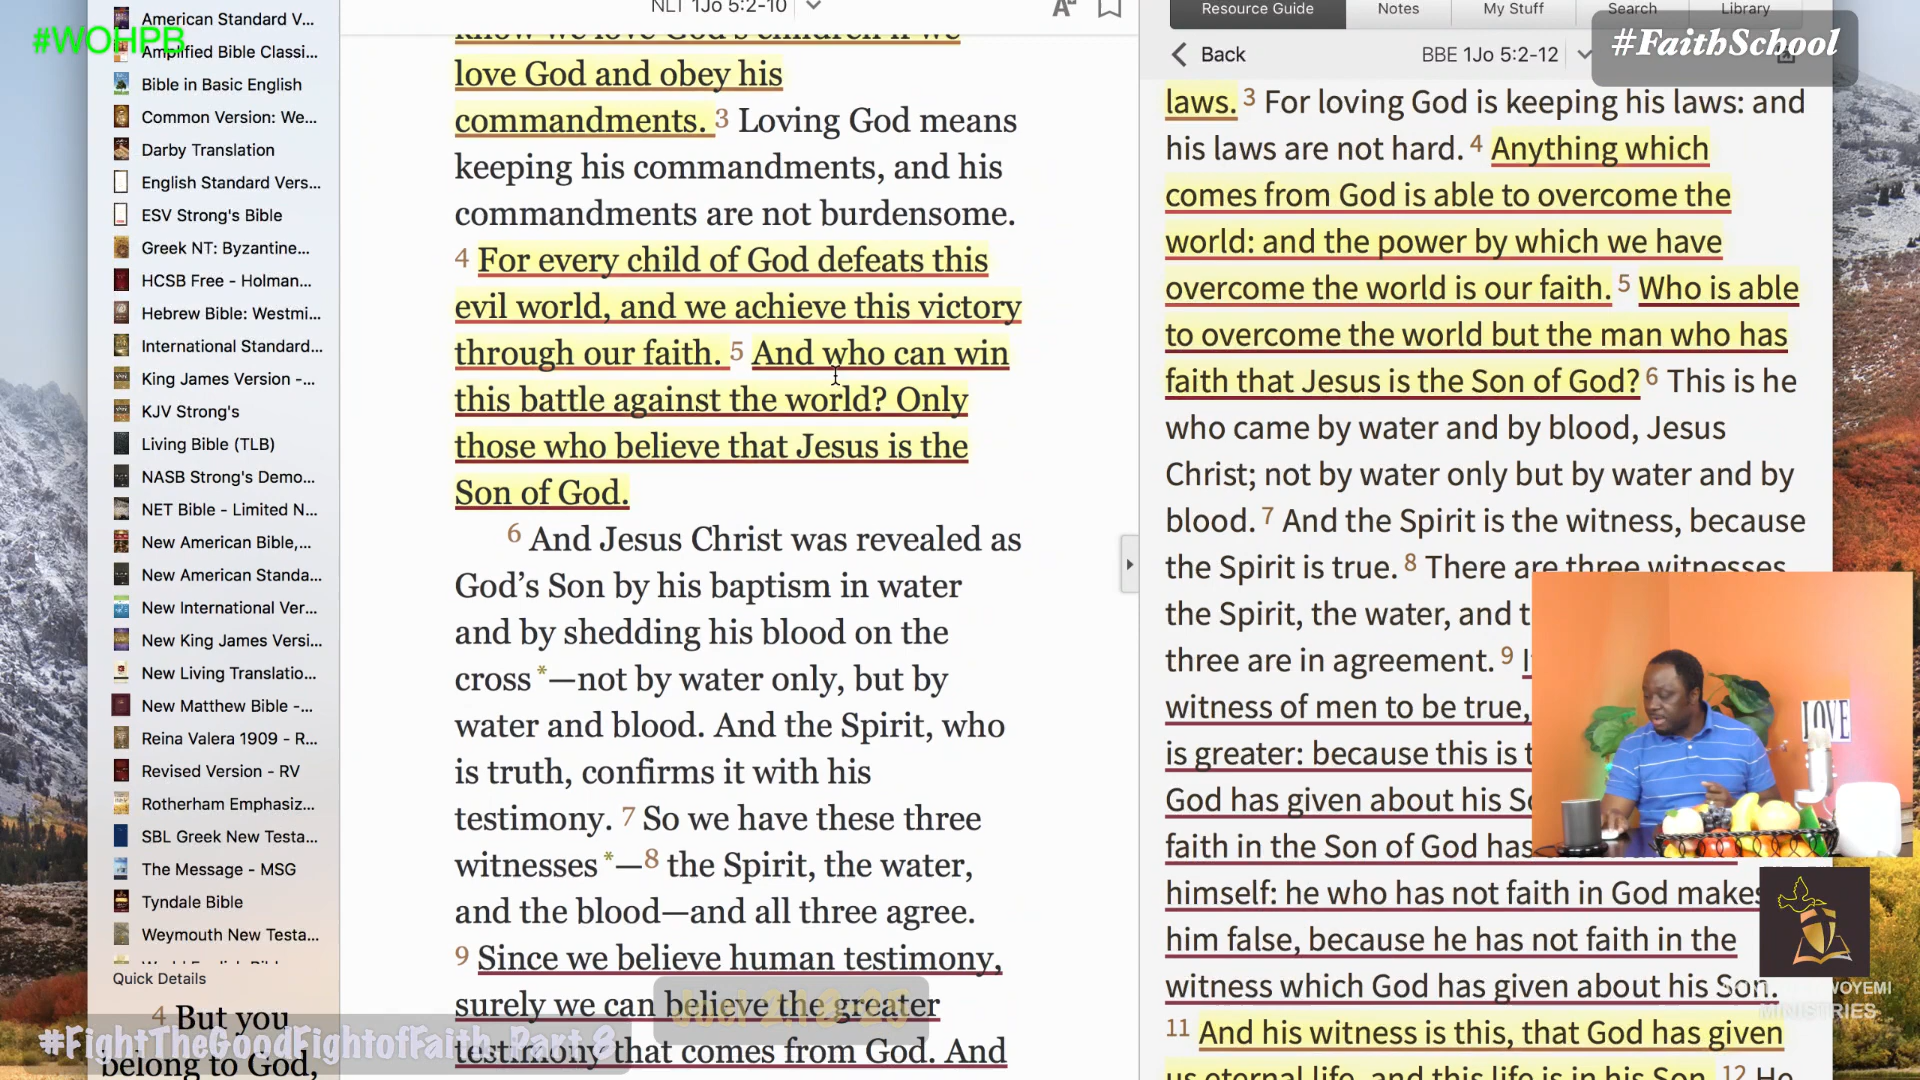 #WOHPB
American Standard V...
Amplified Bible Classi...
Bible in Basic English
Common Version: We...
Darby Translation
English Standard Vers...
ESV Strong's Bible
Greek NT: Byzantine...
HCSB Free - Holman...
Hebrew Bible: Westmi...
International Standard...
King James Version -...
KJV Strong's
Living Bible (TLB)
NASB Strong's Demo...
NET Bible - Limited N...
New American Bible,...
New American Standa...
New International Ver...
New King James Versi...
New Living Translatio...
New Matthew Bible -...
Reina Valera 1909 - R...
Revised Version - RV
Rotherham Emphasiz...
SBL Greek New Testa...
The Message - MSG
Tyndale Bible
Weymouth New Testa...
Quick Details
4 But you
belong to God,
#FightTheGoodFightofFaith Part 8
NLT 1Jo 5:2-10
know we love God's children if we
love God and obey his
commandments. 3 Loving God means
keeping his commandments, and his
commandments are not burdensome.
4 For every child of God defeats this
evil world, and we achieve this victory
through our faith. 5 And who can win
this battle against the world? Only
those who believe that Jesus is the
Son of God.
6 And Jesus Christ was revealed as
God’s Son by his baptism in water
and by shedding his blood on the
cross *—not by water only, but by
water and blood. And the Spirit, who
is truth, confirms it with his
testimony. 7 So we have these three
witnesses *—8 the Spirit, the water,
and the blood—and all three agree.
9 Since we believe human testimony,
surely we can believe the greater
testimony that comes from God. And
Resource Guide
Notes
My Stuff
Search
Library
#FaithSchool
Back
BBE 1Jo 5:2-12
laws. 3 For loving God is keeping his laws: and
his laws are not hard. 4 Anything which
comes from God is able to overcome the
world: and the power by which we have
overcome the world is our faith. 5 Who is able
to overcome the world but the man who has
faith that Jesus is the Son of God? 6 This is he
who came by water and by blood, Jesus
Christ; not by water only but by water and by
blood. 7 And the Spirit is the witness, because
the Spirit is true. 8 There are three witnesses,
the Spirit, the water, and
three are in agreement. 9
witness of men to be true,
is greater: because this is
God has given about his
faith in the Son of God has
himself: he who has not faith in God makes
him false, because he has not faith in the
witness which God has given about his Son.
11 And his witness is this, that God has given
us eternal life, and this life is in his Son. 12 He
LOVE
J
MINISTRIES